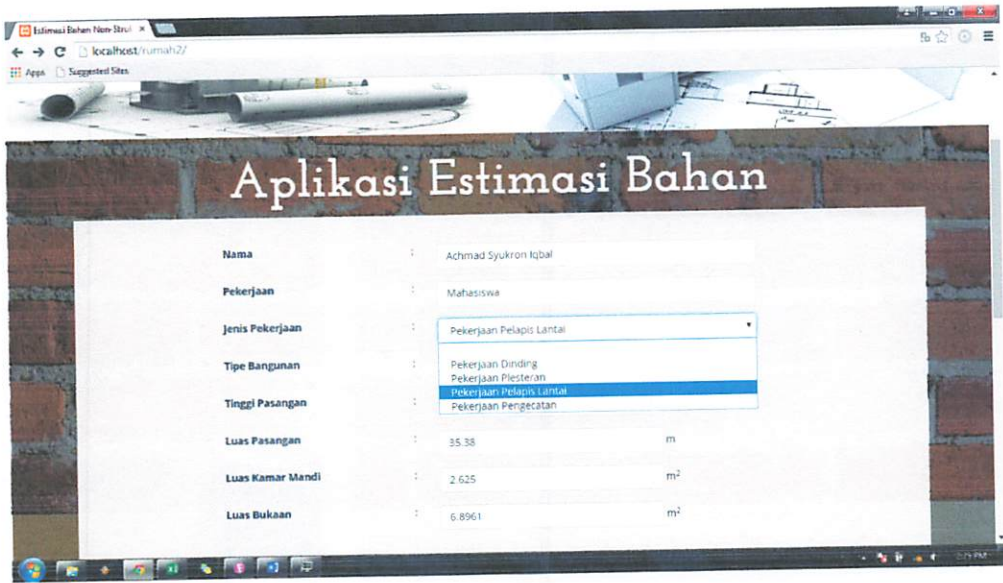 Estimasi Bahan Non-Strul
localhost/rumah2/
Apps Suggested Sites
Aplikasi Estimasi Bahan
Nama : Achmad Syukron Iqbal
Pekerjaan : Mahasiswa
Jenis Pekerjaan : Pekerjaan Pelapis Lantai
Tipe Bangunan :
Pekerjaan Dinding
Pekerjaan Plesteran
Pekerjaan Pelapis Lantai
Tinggi Pasangan :
Pekerjaan Pengecatan
Luas Pasangan : 35.38 m
Luas Kamar Mandi : 2.625 m²
Luas Bukaan : 6.8961 m²